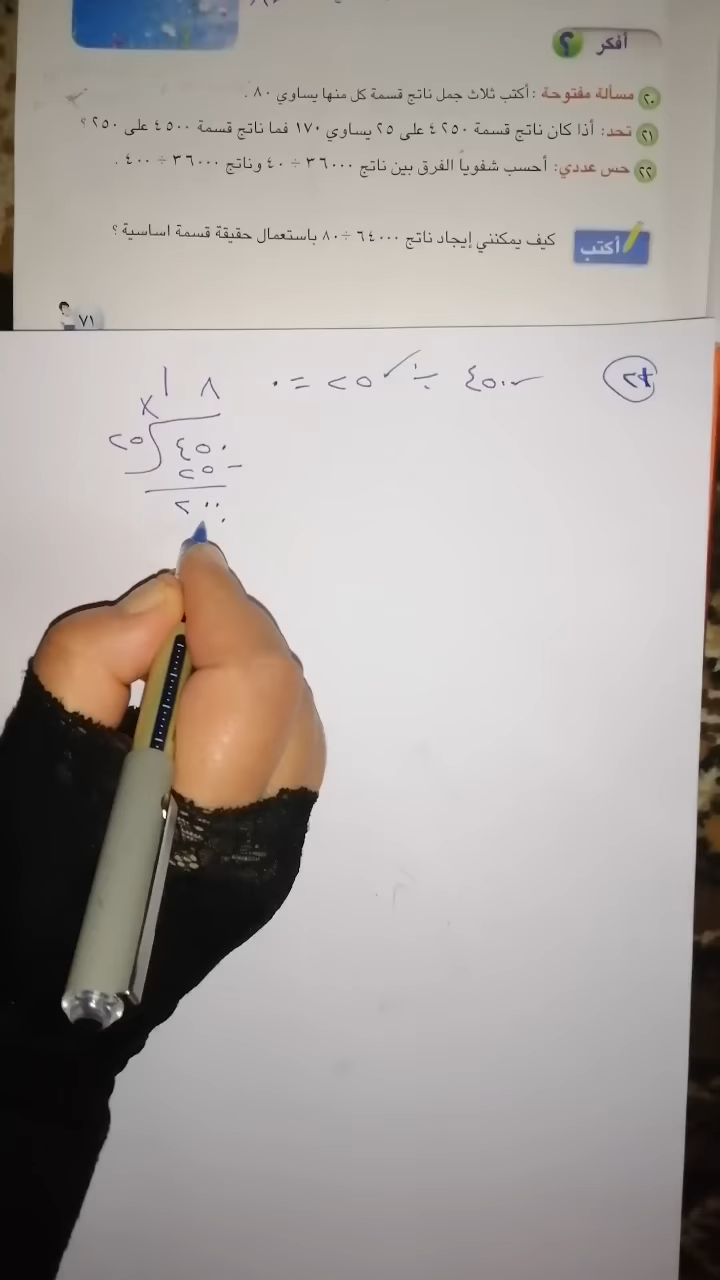 أفكر ؟
٢٠ مسألة مفتوحة : أكتب ثلاث جمل ناتج قسمة كل منها يساوي ٨٠ .
٢١ تحد: أذا كان ناتج قسمة ٤٢٥٠ على ٢٥ يساوي ١٧٠ فما ناتج قسمة ٤٥٠٠ على ٢٥٠ ؟
٢٢ حس عددي: أحسب شفوياً الفرق بين ناتج ٣٦٠٠٠ ÷ ٤٠ وناتج ٣٦٠٠٠ ÷ ٤٠٠ .
أكتب كيف يمكنني إيجاد ناتج ٦٤٠٠٠ ÷ ٨٠ باستعمال حقيقة قسمة اساسية ؟
٧١
١٨
×
٢٥ ٤٥٠
٢٥ -
٢٠٠